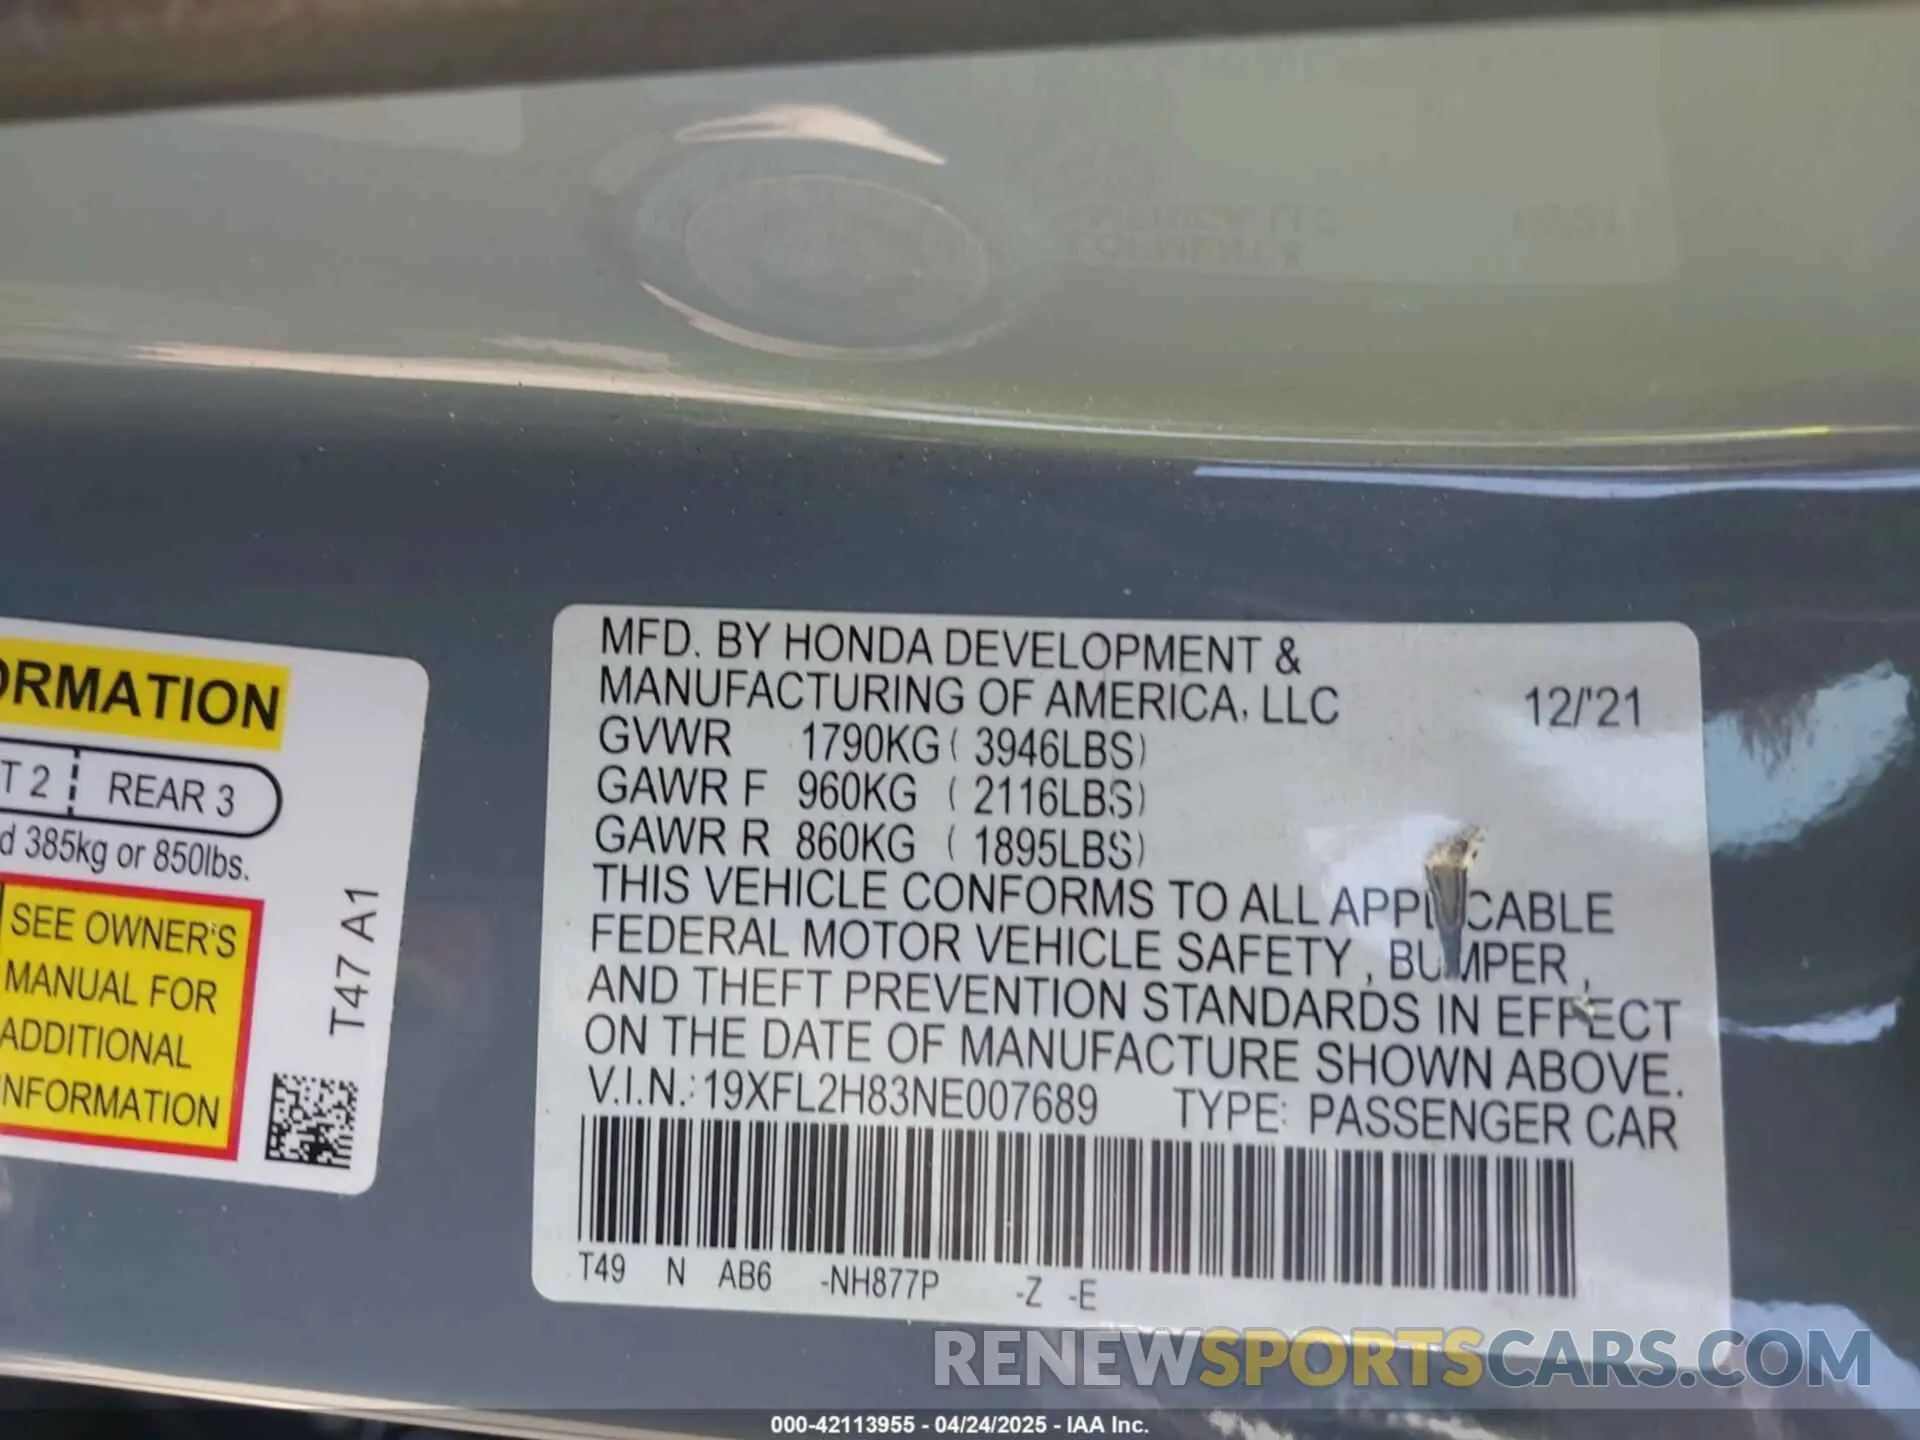 ORMATION
T 2 REAR 3
d 385kg or 850lbs.
SEE OWNER'S
MANUAL FOR
ADDITIONAL
INFORMATION
T47 A1
MFD. BY HONDA DEVELOPMENT &
MANUFACTURING OF AMERICA, LLC 12/'21
GVWR 1790KG ( 3946LBS)
GAWR F 960KG ( 2116LBS)
GAWR R 860KG ( 1895LBS)
THIS VEHICLE CONFORMS TO ALL APPLICABLE
FEDERAL MOTOR VEHICLE SAFETY , BUMPER ,
AND THEFT PREVENTION STANDARDS IN EFFECT
ON THE DATE OF MANUFACTURE SHOWN ABOVE.
V.I.N.: 19XFL2H83NE007689 TYPE: PASSENGER CAR
T49 N AB6 -NH877P -Z -E
RENEWSPORTSCARS.COM
000-42113955 - 04/24/2025 - IAA Inc.